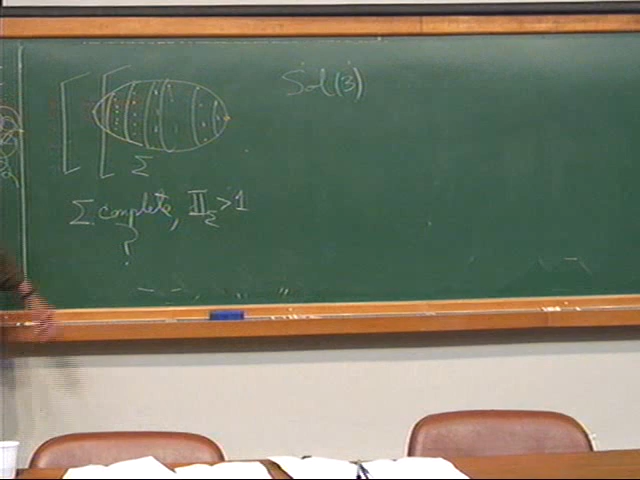 Sol(3)
Σ
Σ complete, II_Σ > 1
?